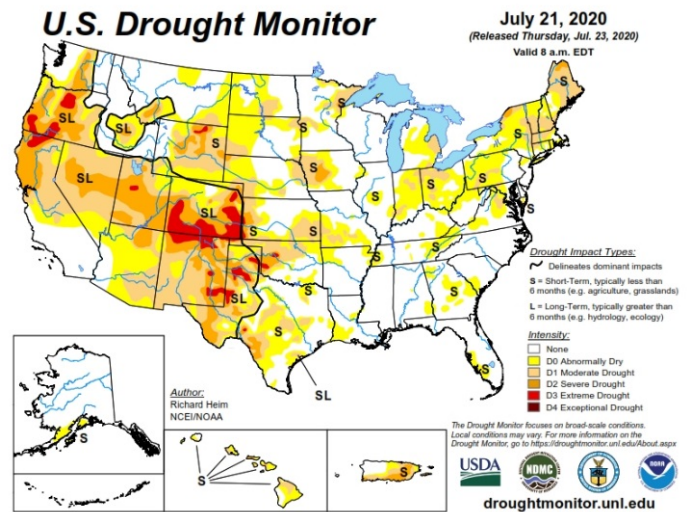 U.S. Drought Monitor
July 21, 2020
(Released Thursday, Jul. 23, 2020)
Valid 8 a.m. EDT
S
SL
S
SL
S
S
S
SL
S
S
S
S
SL
S
S
S
S
S
S
SL
S
S
S
S
SL
Drought Impact Types:
Delineates dominant impacts
S = Short-Term, typically less than
6 months (e.g. agriculture, grasslands)
L = Long-Term, typically greater than
6 months (e.g. hydrology, ecology)
Intensity:
None
D0 Abnormally Dry
D1 Moderate Drought
D2 Severe Drought
D3 Extreme Drought
D4 Exceptional Drought
Author:
Richard Heim
NCEI/NOAA
S
S
S
The Drought Monitor focuses on broad-scale conditions.
Local conditions may vary. For more information on the
Drought Monitor, go to https://droughtmonitor.unl.edu/About.aspx
USDA
NDMC
NOAA
droughtmonitor.unl.edu